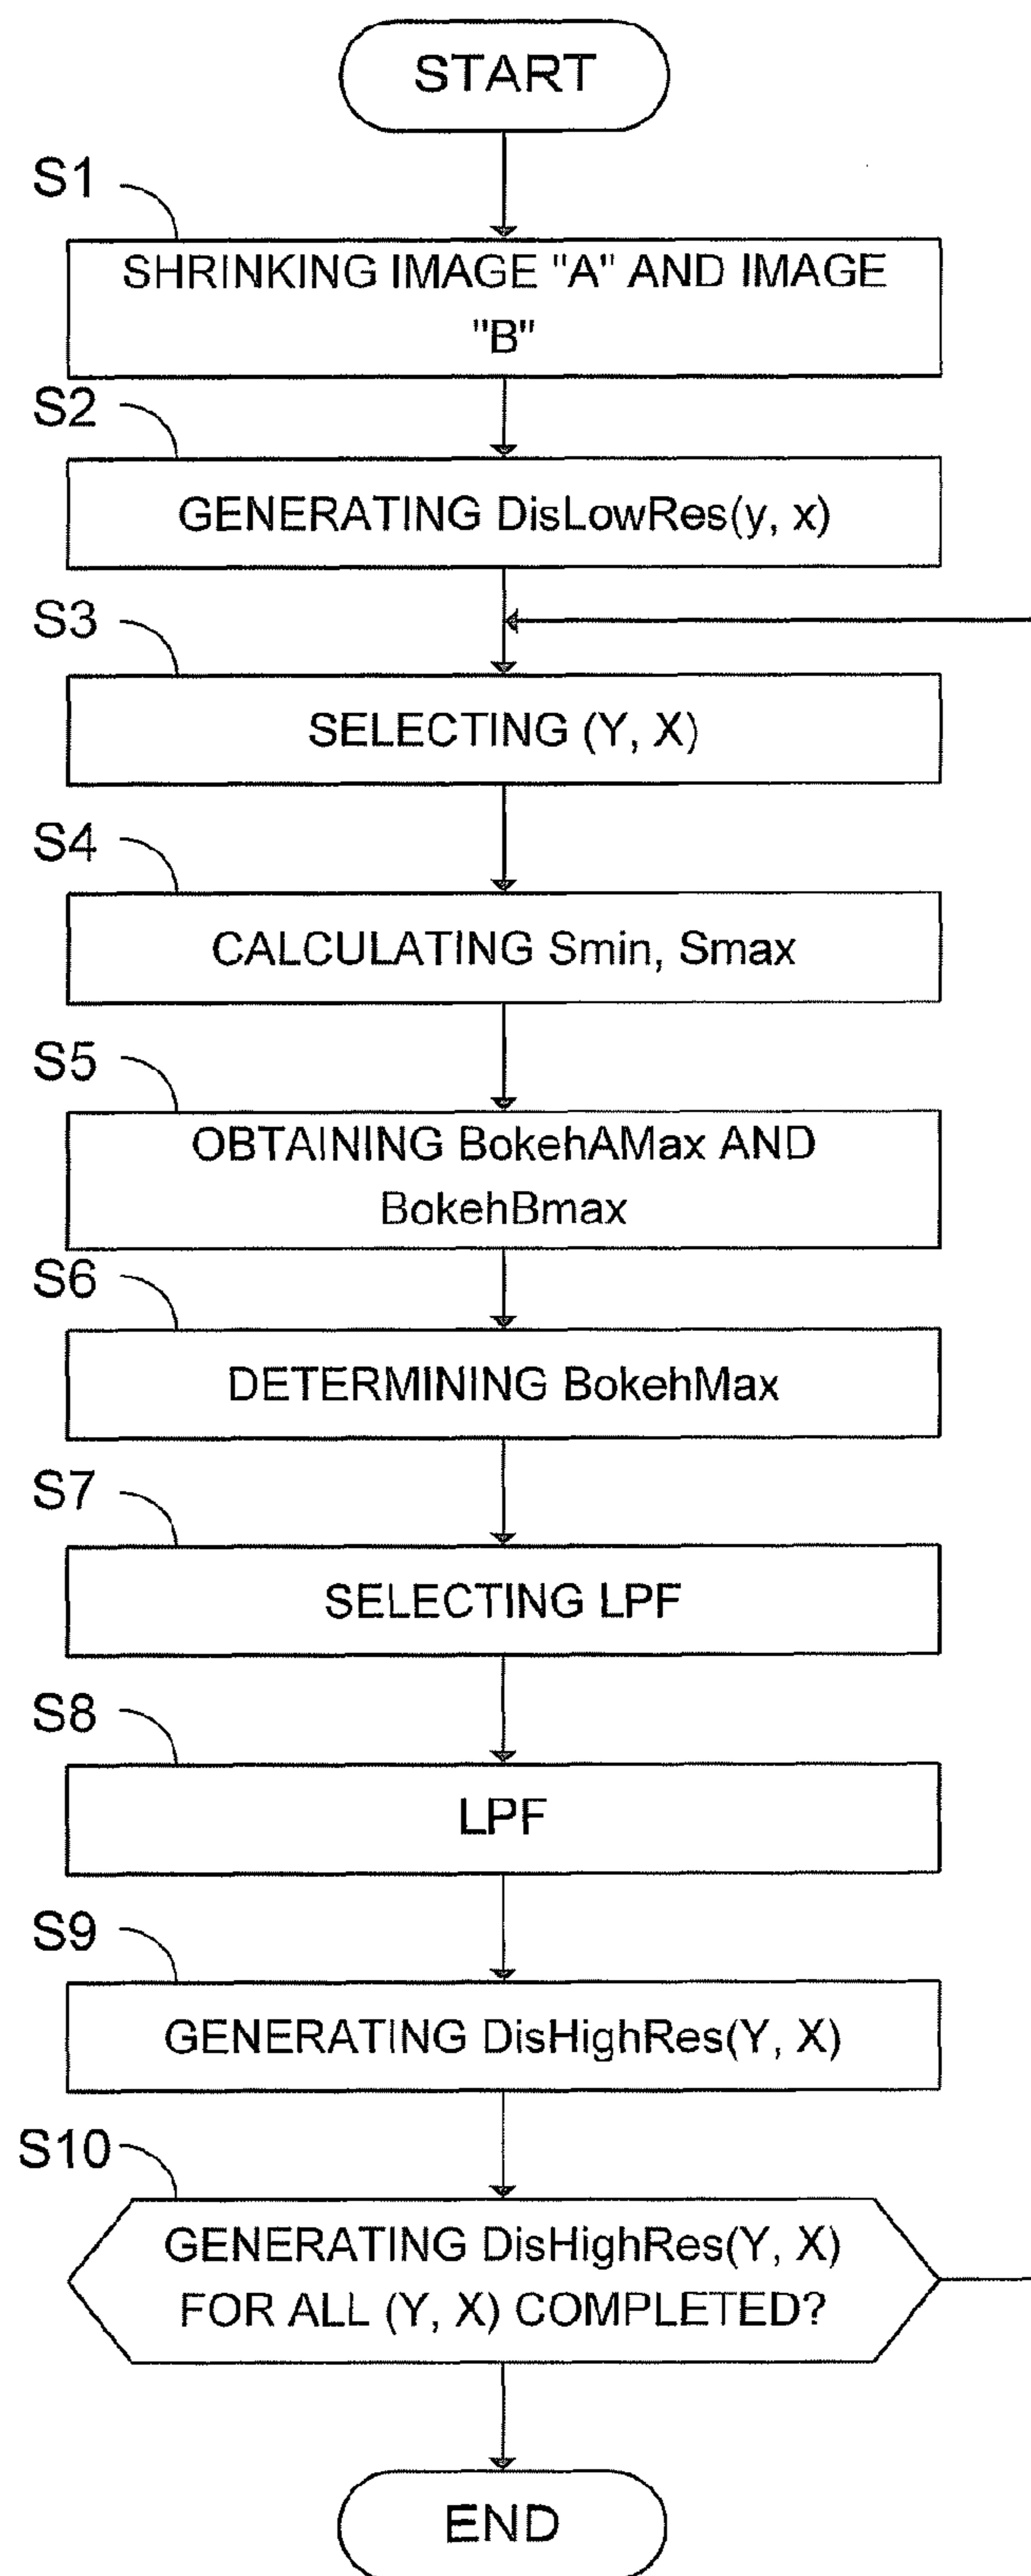 START
S1
SHRINKING IMAGE "A" AND IMAGE
"B"
S2
GENERATING DisLowRes(y, x)
S3
SELECTING (Y, X)
S4
CALCULATING Smin, Smax
S5
OBTAINING BokehAMax AND
BokehBmax
S6
DETERMINING BokehMax
S7
SELECTING LPF
S8
LPF
S9
GENERATING DisHighRes(Y, X)
S10
GENERATING DisHighRes(Y, X)
FOR ALL (Y, X) COMPLETED?
END